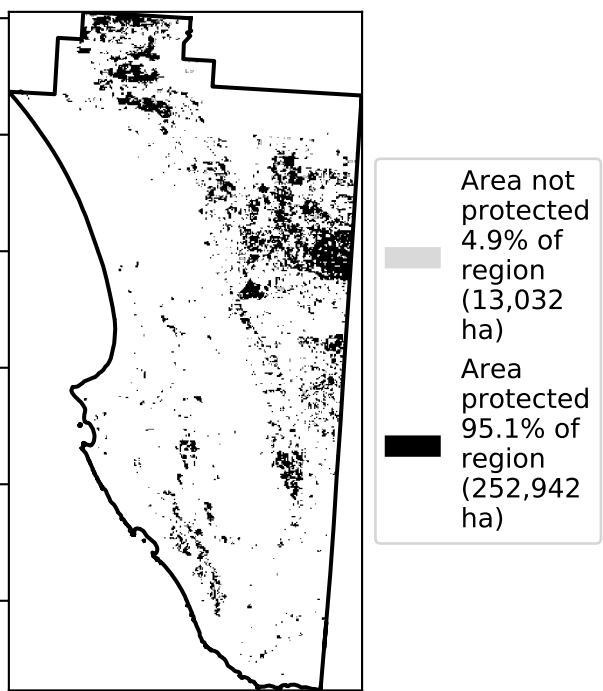 Area not
protected
4.9% of
region
(13,032
ha)
Area
protected
95.1% of
region
(252,942
ha)